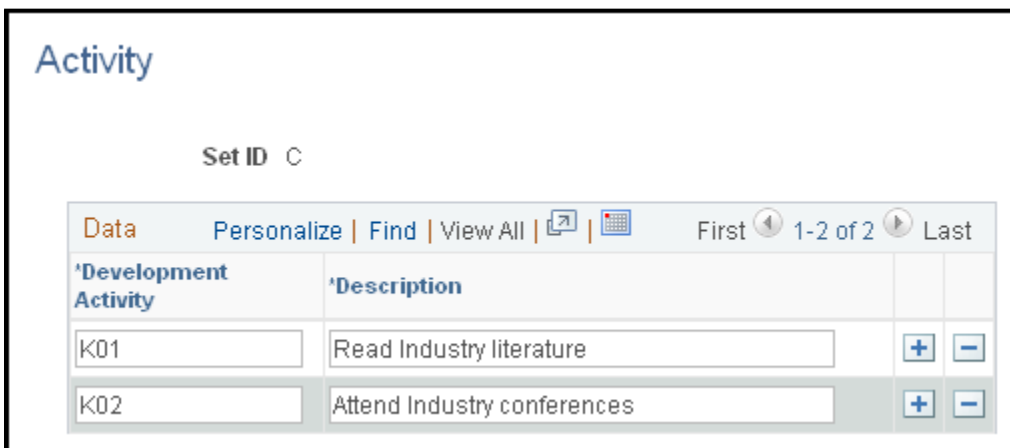 Activity
Set ID C
Data Personalize | Find | View All | | First 1-2 of 2 Last
*Development Activity *Description
K01 Read Industry literature + −
K02 Attend Industry conferences + −